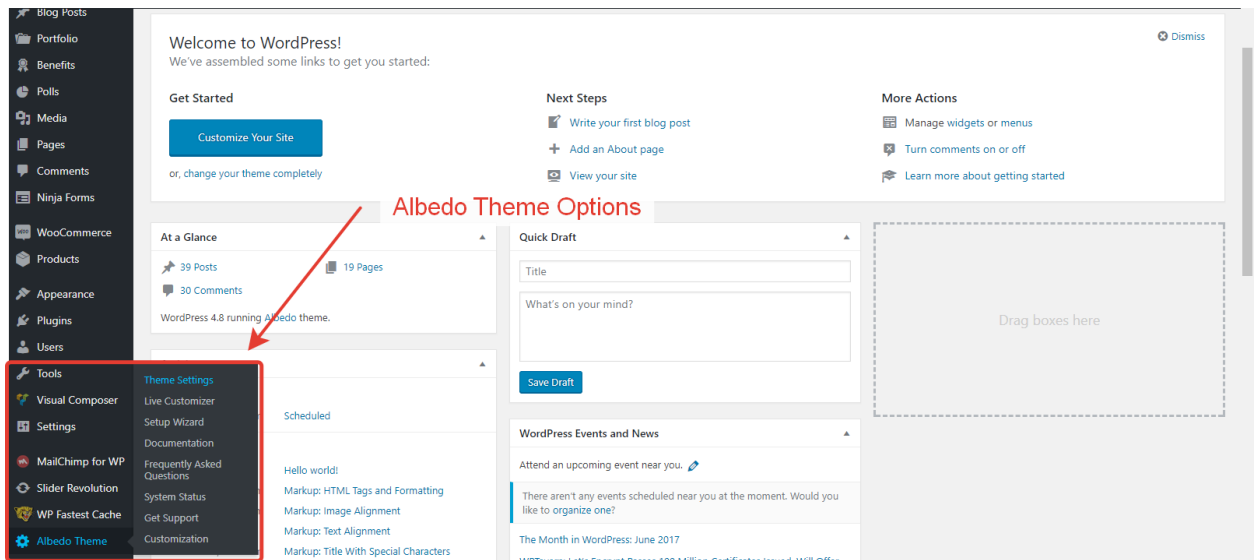 Blog Posts
Portfolio
Benefits
Polls
Media
Pages
Comments
Ninja Forms
WooCommerce
Products
Appearance
Plugins
Users
Tools
Visual Composer
Settings
MailChimp for WP
Slider Revolution
WP Fastest Cache
Albedo Theme
Theme Settings
Live Customizer
Setup Wizard
Documentation
Frequently Asked
Questions
System Status
Get Support
Customization
Welcome to WordPress!
We've assembled some links to get you started:
Dismiss
Get Started
Customize Your Site
or, change your theme completely
Next Steps
Write your first blog post
Add an About page
View your site
More Actions
Manage widgets or menus
Turn comments on or off
Learn more about getting started
Albedo Theme Options
At a Glance
39 Posts
19 Pages
30 Comments
WordPress 4.8 running Albedo theme.
Scheduled
Hello world!
Markup: HTML Tags and Formatting
Markup: Image Alignment
Markup: Text Alignment
Markup: Title With Special Characters
Quick Draft
Title
What's on your mind?
Save Draft
WordPress Events and News
Attend an upcoming event near you.
There aren't any events scheduled near you at the moment. Would you
like to organize one?
The Month in WordPress: June 2017
Drag boxes here